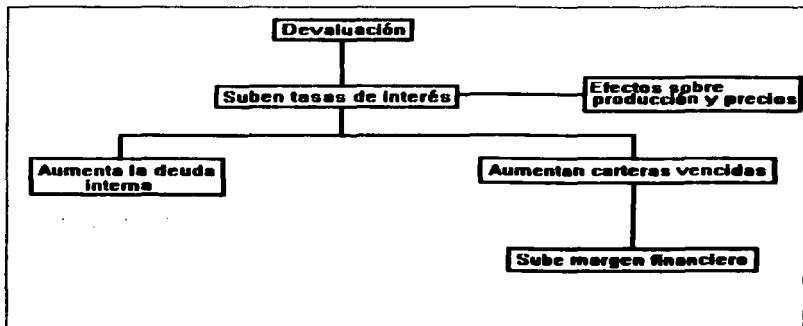 Devaluación
Suben tasas de interés
Efectos sobre
producción y precios
Aumenta la deuda
interna
Aumentan carteras vencidas
Sube margen financiero